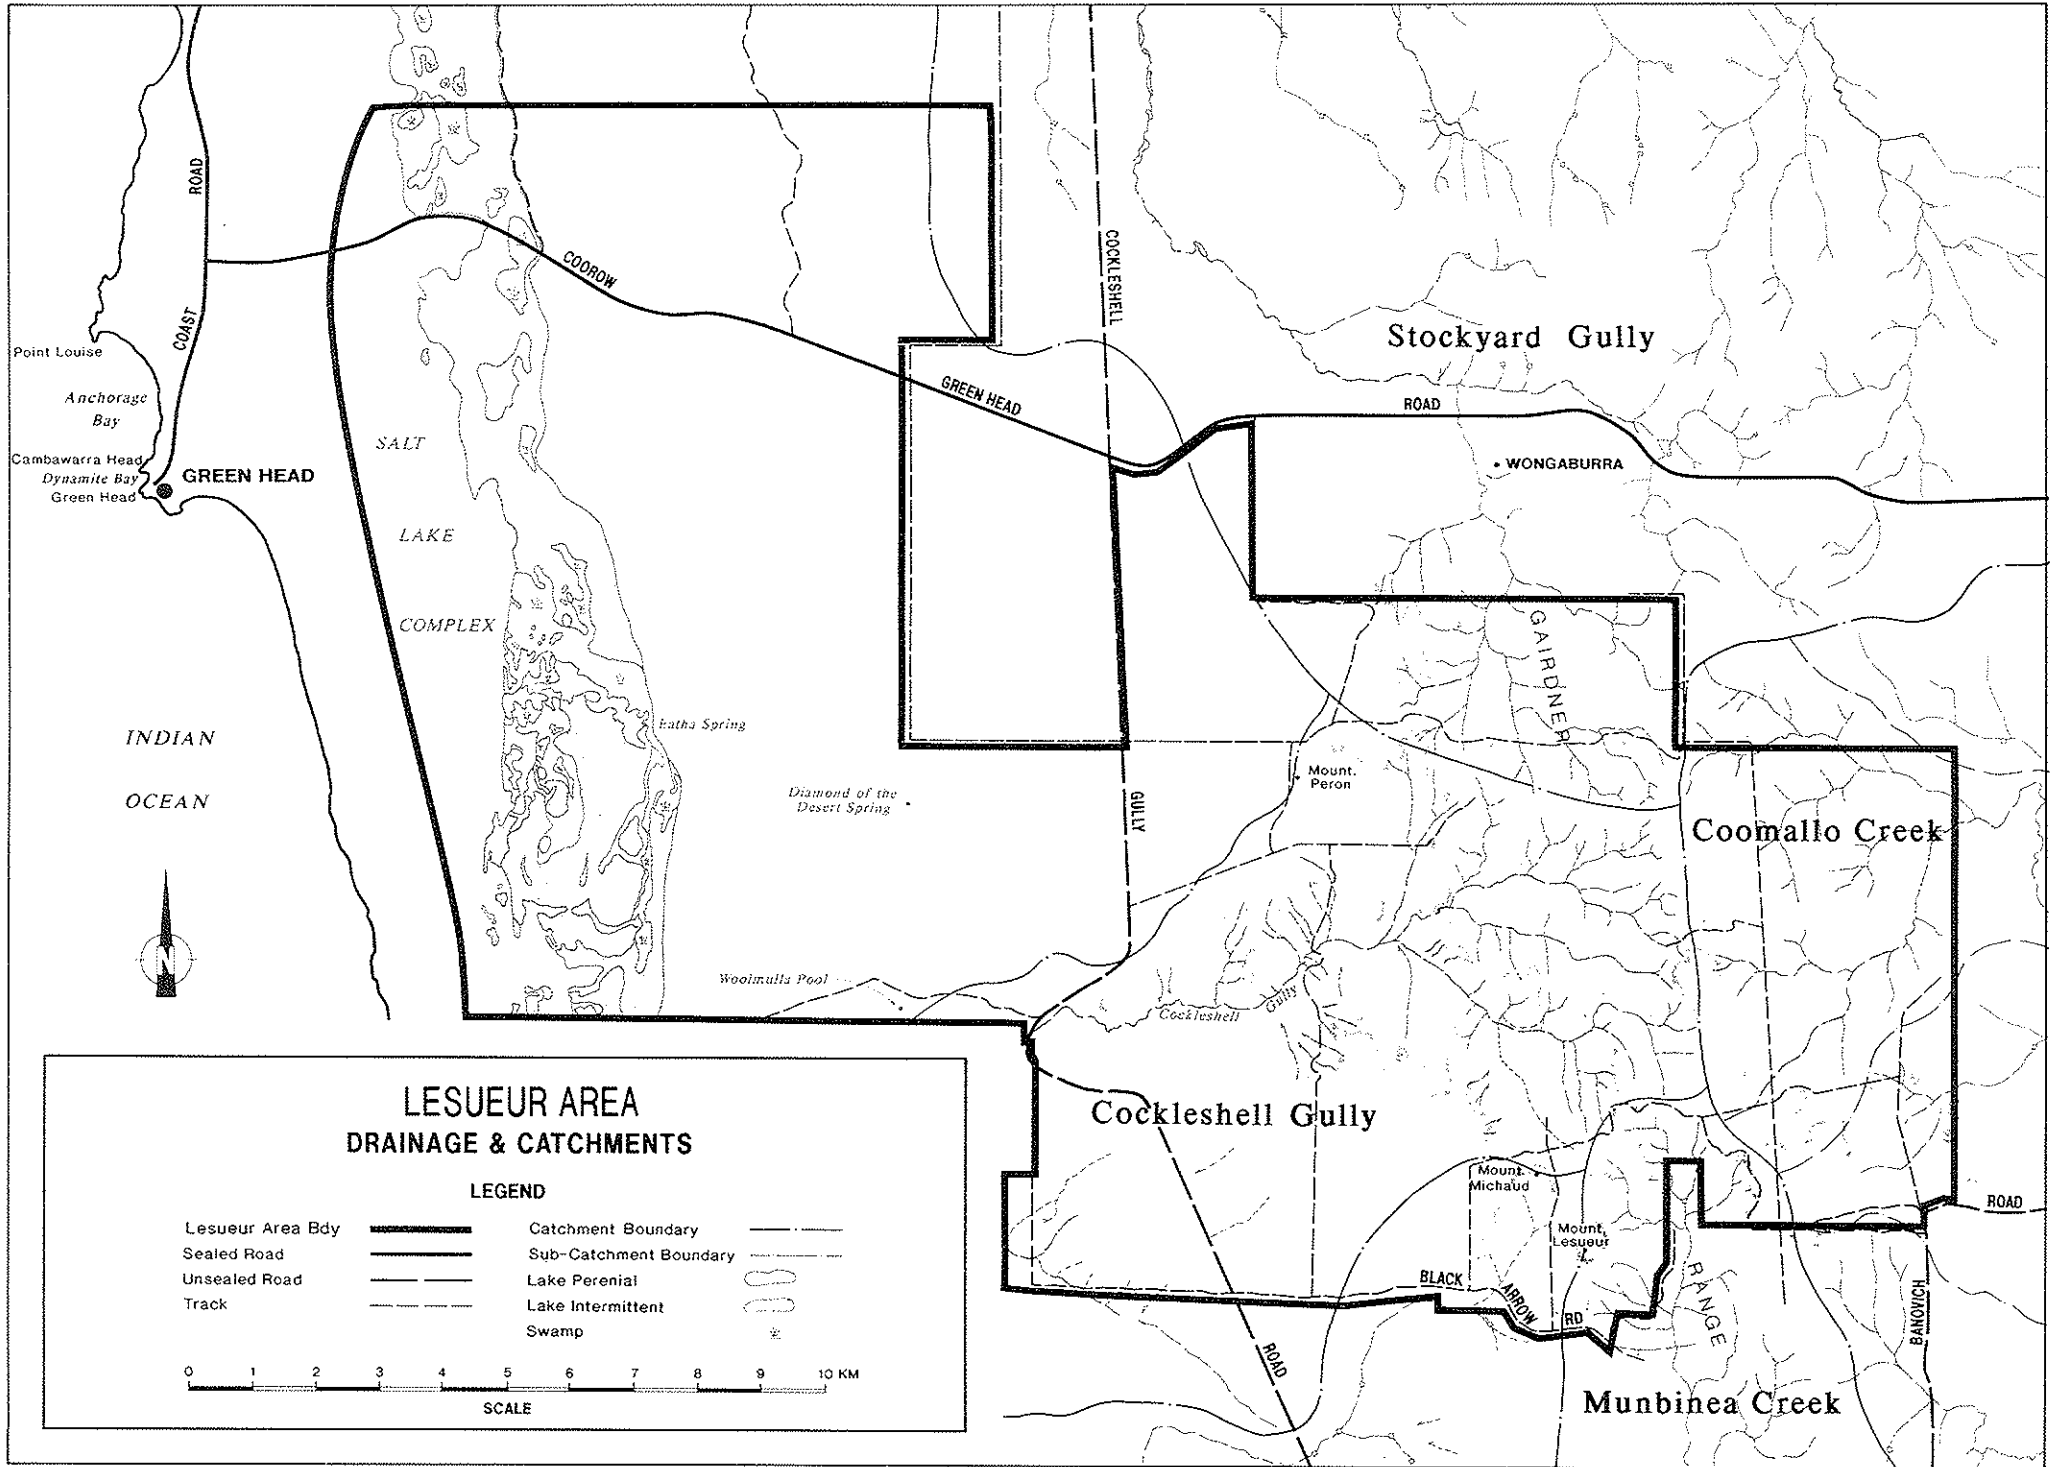 ROAD
COAST
COOROW
GREEN HEAD
ROAD
COCKLESHELL
GULLY
ROAD
Stockyard Gully
Point Louise
Anchorage
Bay
Cambawarra Head
Dynamite Bay
Green Head
GREEN HEAD
SALT
LAKE
COMPLEX
WONGABURRA
GAIRDNER
RANGE
INDIAN
OCEAN
Eatha Spring
Diamond of the
Desert Spring
Mount.
Peron
Coomallo Creek
N
Woolmulla Pool
Cockleshell Gully
Cockleshell Gully
Mount
Michaud
Mount
Lesueur
ROAD
BLACK
ARROW
RD
BANOVICH
Munbinea Creek
LESUEUR AREA
DRAINAGE & CATCHMENTS
LEGEND
Lesueur Area Bdy
Sealed Road
Unsealed Road
Track
Catchment Boundary
Sub-Catchment Boundary
Lake Perenial
Lake Intermittent
Swamp
0 1 2 3 4 5 6 7 8 9 10 KM
SCALE